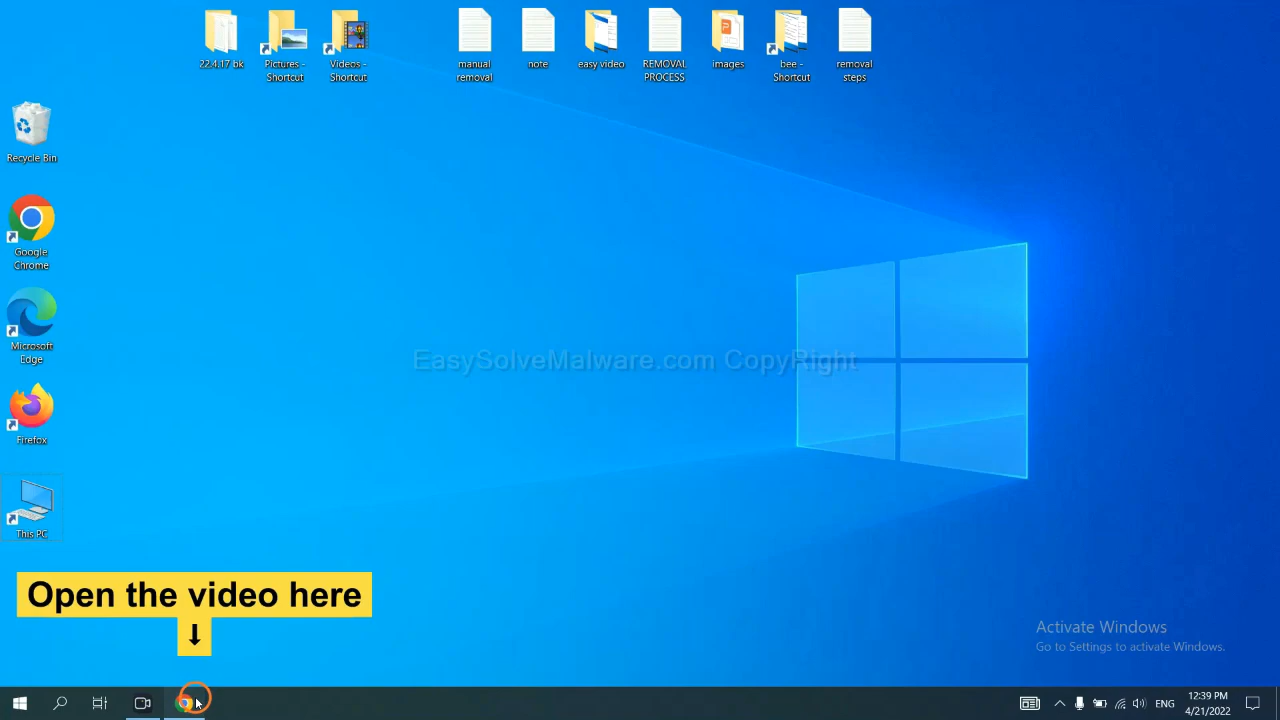 22.4.17 bk
Pictures -
Shortcut
Videos -
Shortcut
manual
removal
note
easy video
REMOVAL
PROCESS
images
bee -
Shortcut
removal
steps
Recycle Bin
Google
Chrome
Microsoft
Edge
Firefox
This PC
EasySolveMalware.com CopyRight
Open the video here
↓
Activate Windows
Go to Settings to activate Windows.
ENG
12:39 PM
4/21/2022